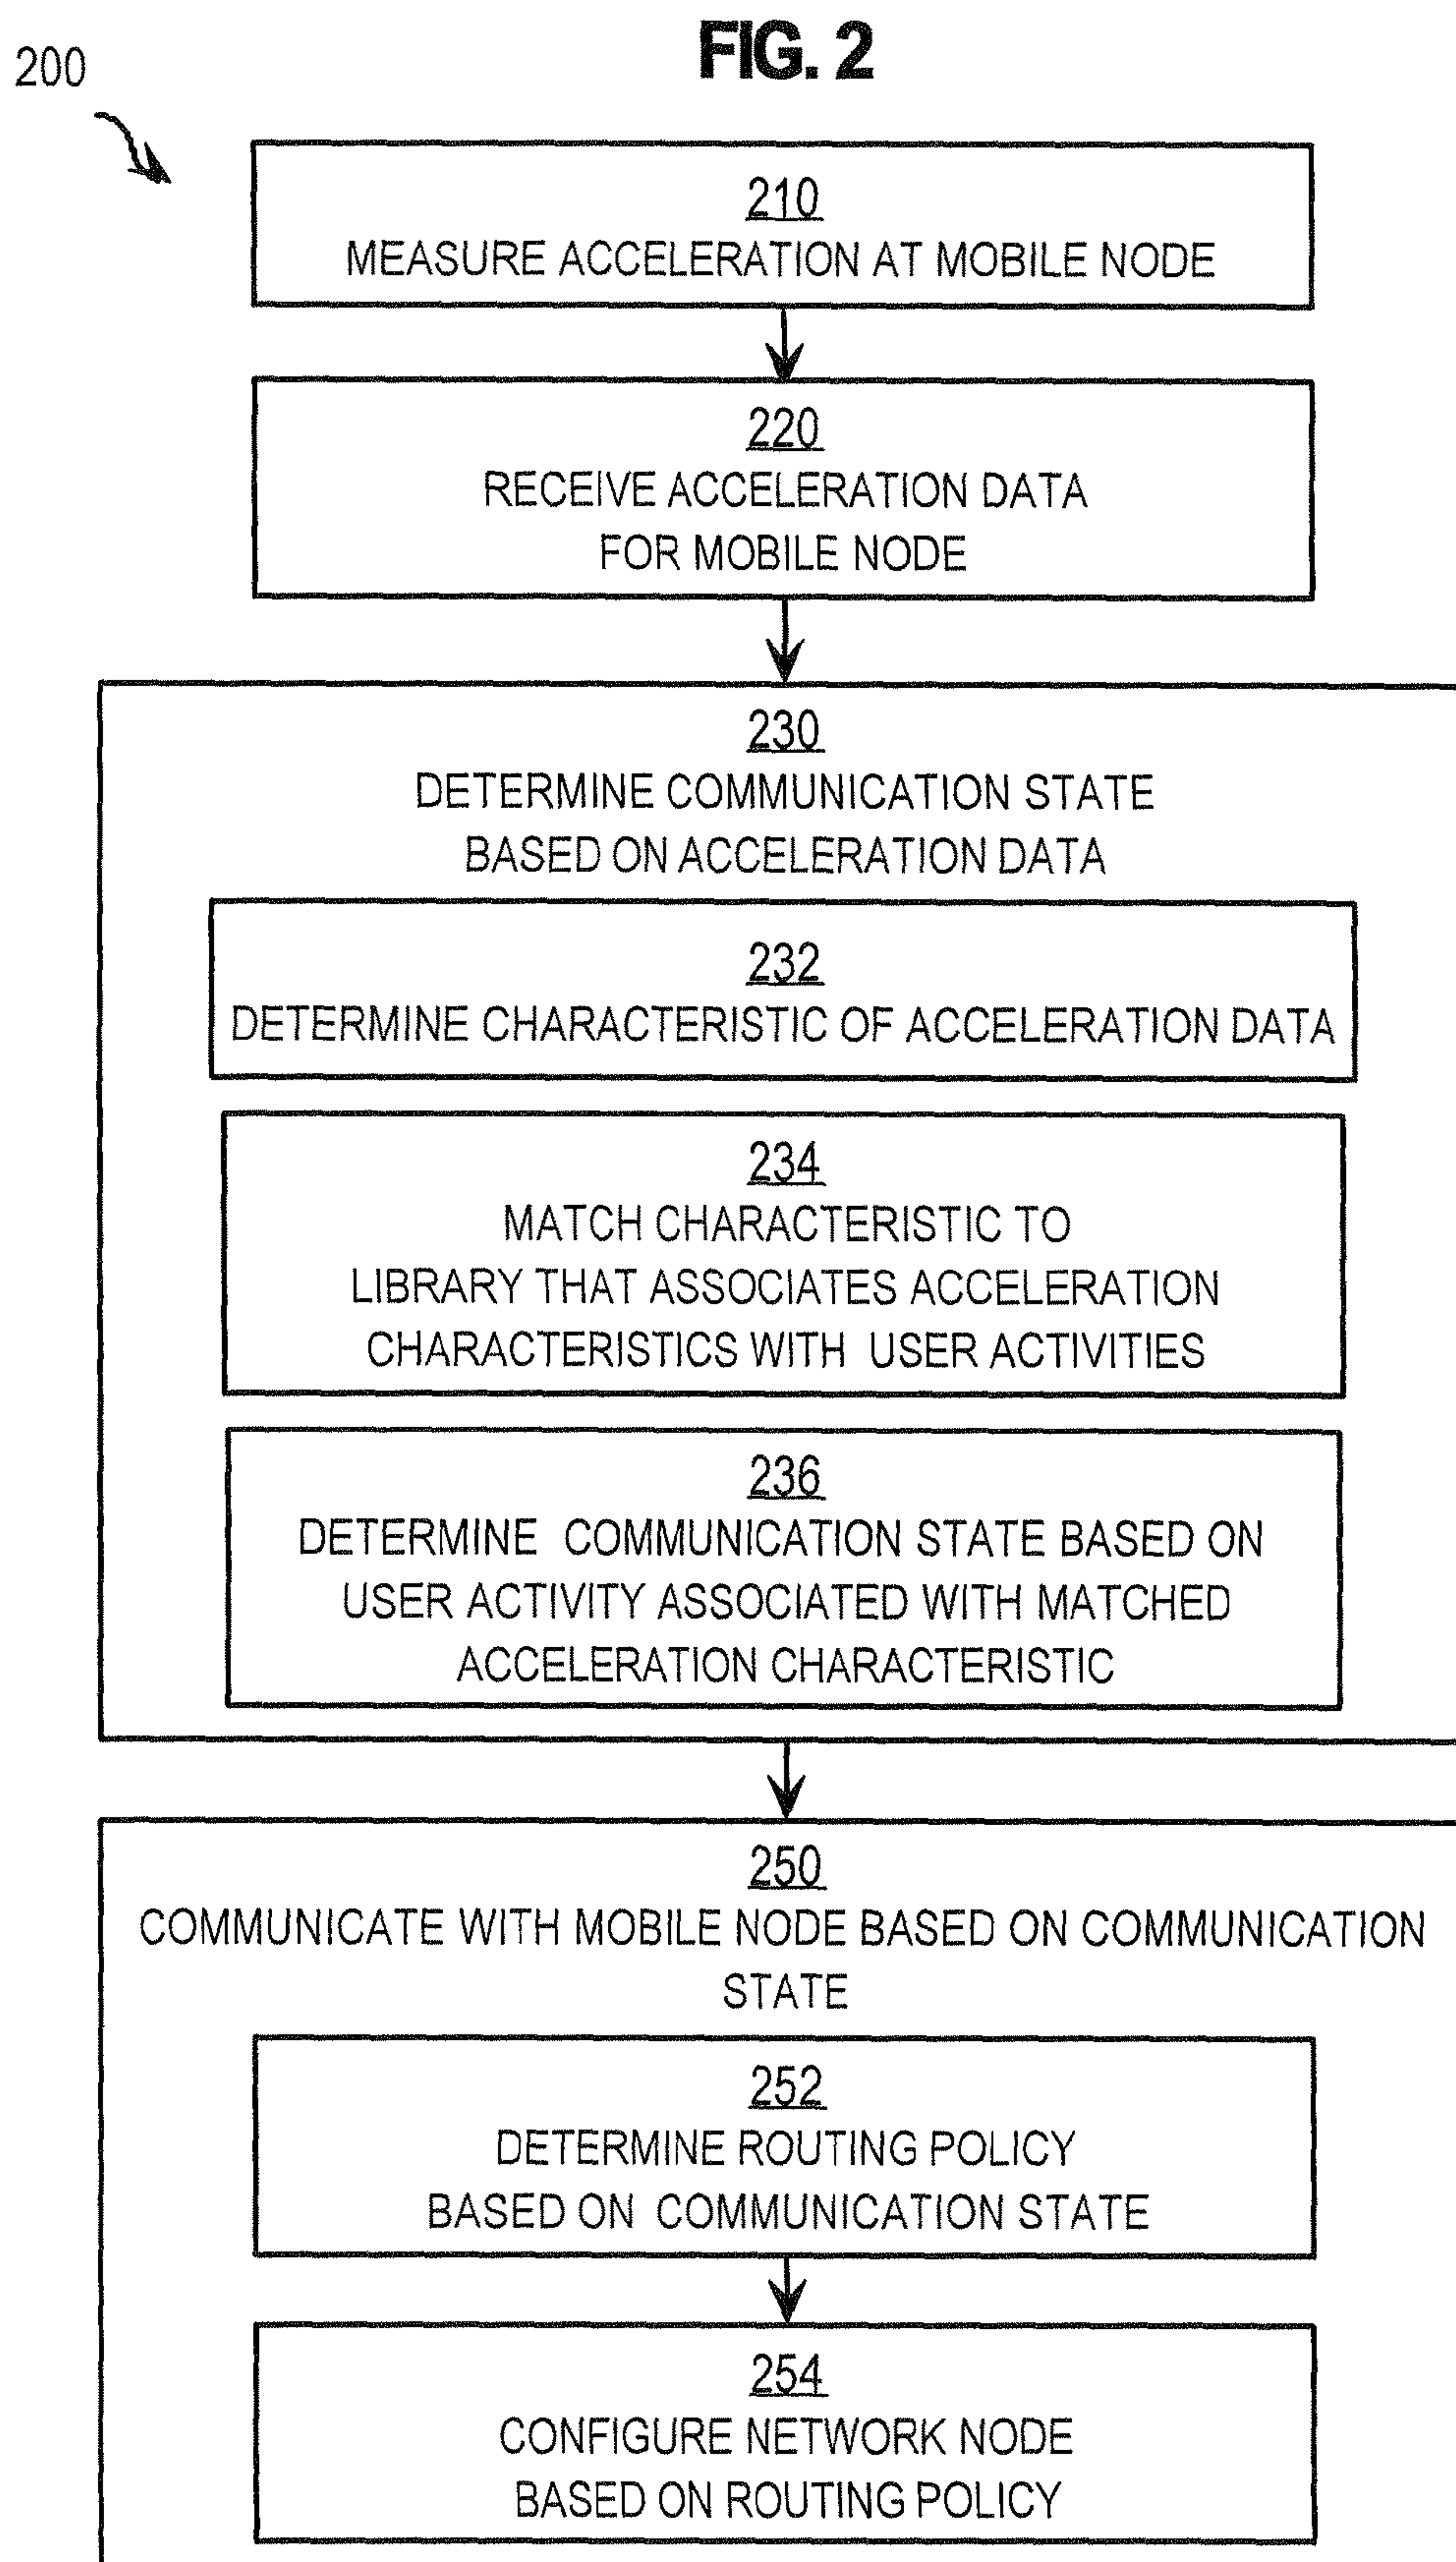 FIG. 2
200
210
MEASURE ACCELERATION AT MOBILE NODE
220
RECEIVE ACCELERATION DATA
FOR MOBILE NODE
230
DETERMINE COMMUNICATION STATE
BASED ON ACCELERATION DATA
232
DETERMINE CHARACTERISTIC OF ACCELERATION DATA
234
MATCH CHARACTERISTIC TO
LIBRARY THAT ASSOCIATES ACCELERATION
CHARACTERISTICS WITH USER ACTIVITIES
236
DETERMINE COMMUNICATION STATE BASED ON
USER ACTIVITY ASSOCIATED WITH MATCHED
ACCELERATION CHARACTERISTIC
250
COMMUNICATE WITH MOBILE NODE BASED ON COMMUNICATION
STATE
252
DETERMINE ROUTING POLICY
BASED ON COMMUNICATION STATE
254
CONFIGURE NETWORK NODE
BASED ON ROUTING POLICY